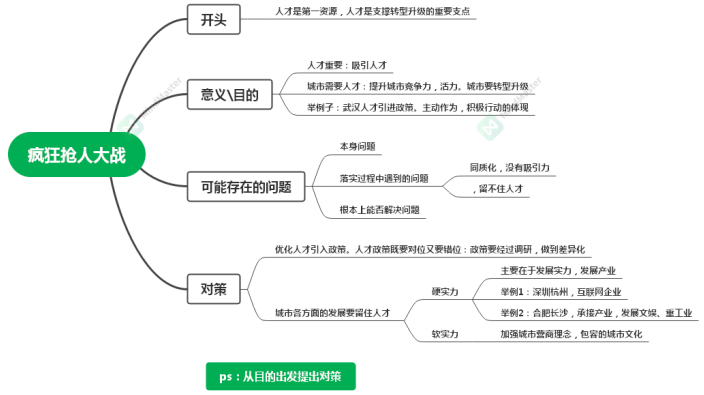 疯狂抢人大战
开头
人才是第一资源，人才是支撑转型升级的重要支点
意义\目的
人才重要：吸引人才
城市需要人才：提升城市竞争力，活力。城市要转型升级
举例子：武汉人才引进政策。主动作为，积极行动的体现
可能存在的问题
本身问题
落实过程中遇到的问题
同质化，没有吸引力
，留不住人才
根本上能否解决问题
对策
优化人才引入政策。人才政策既要对位又要错位：政策要经过调研，做到差异化
城市各方面的发展要留住人才
硬实力
主要在于发展实力，发展产业
举例1：深圳杭州，互联网企业
举例2：合肥长沙，承接产业，发展文娱、重工业
软实力
加强城市营商理念，包容的城市文化
ps：从目的出发提出对策